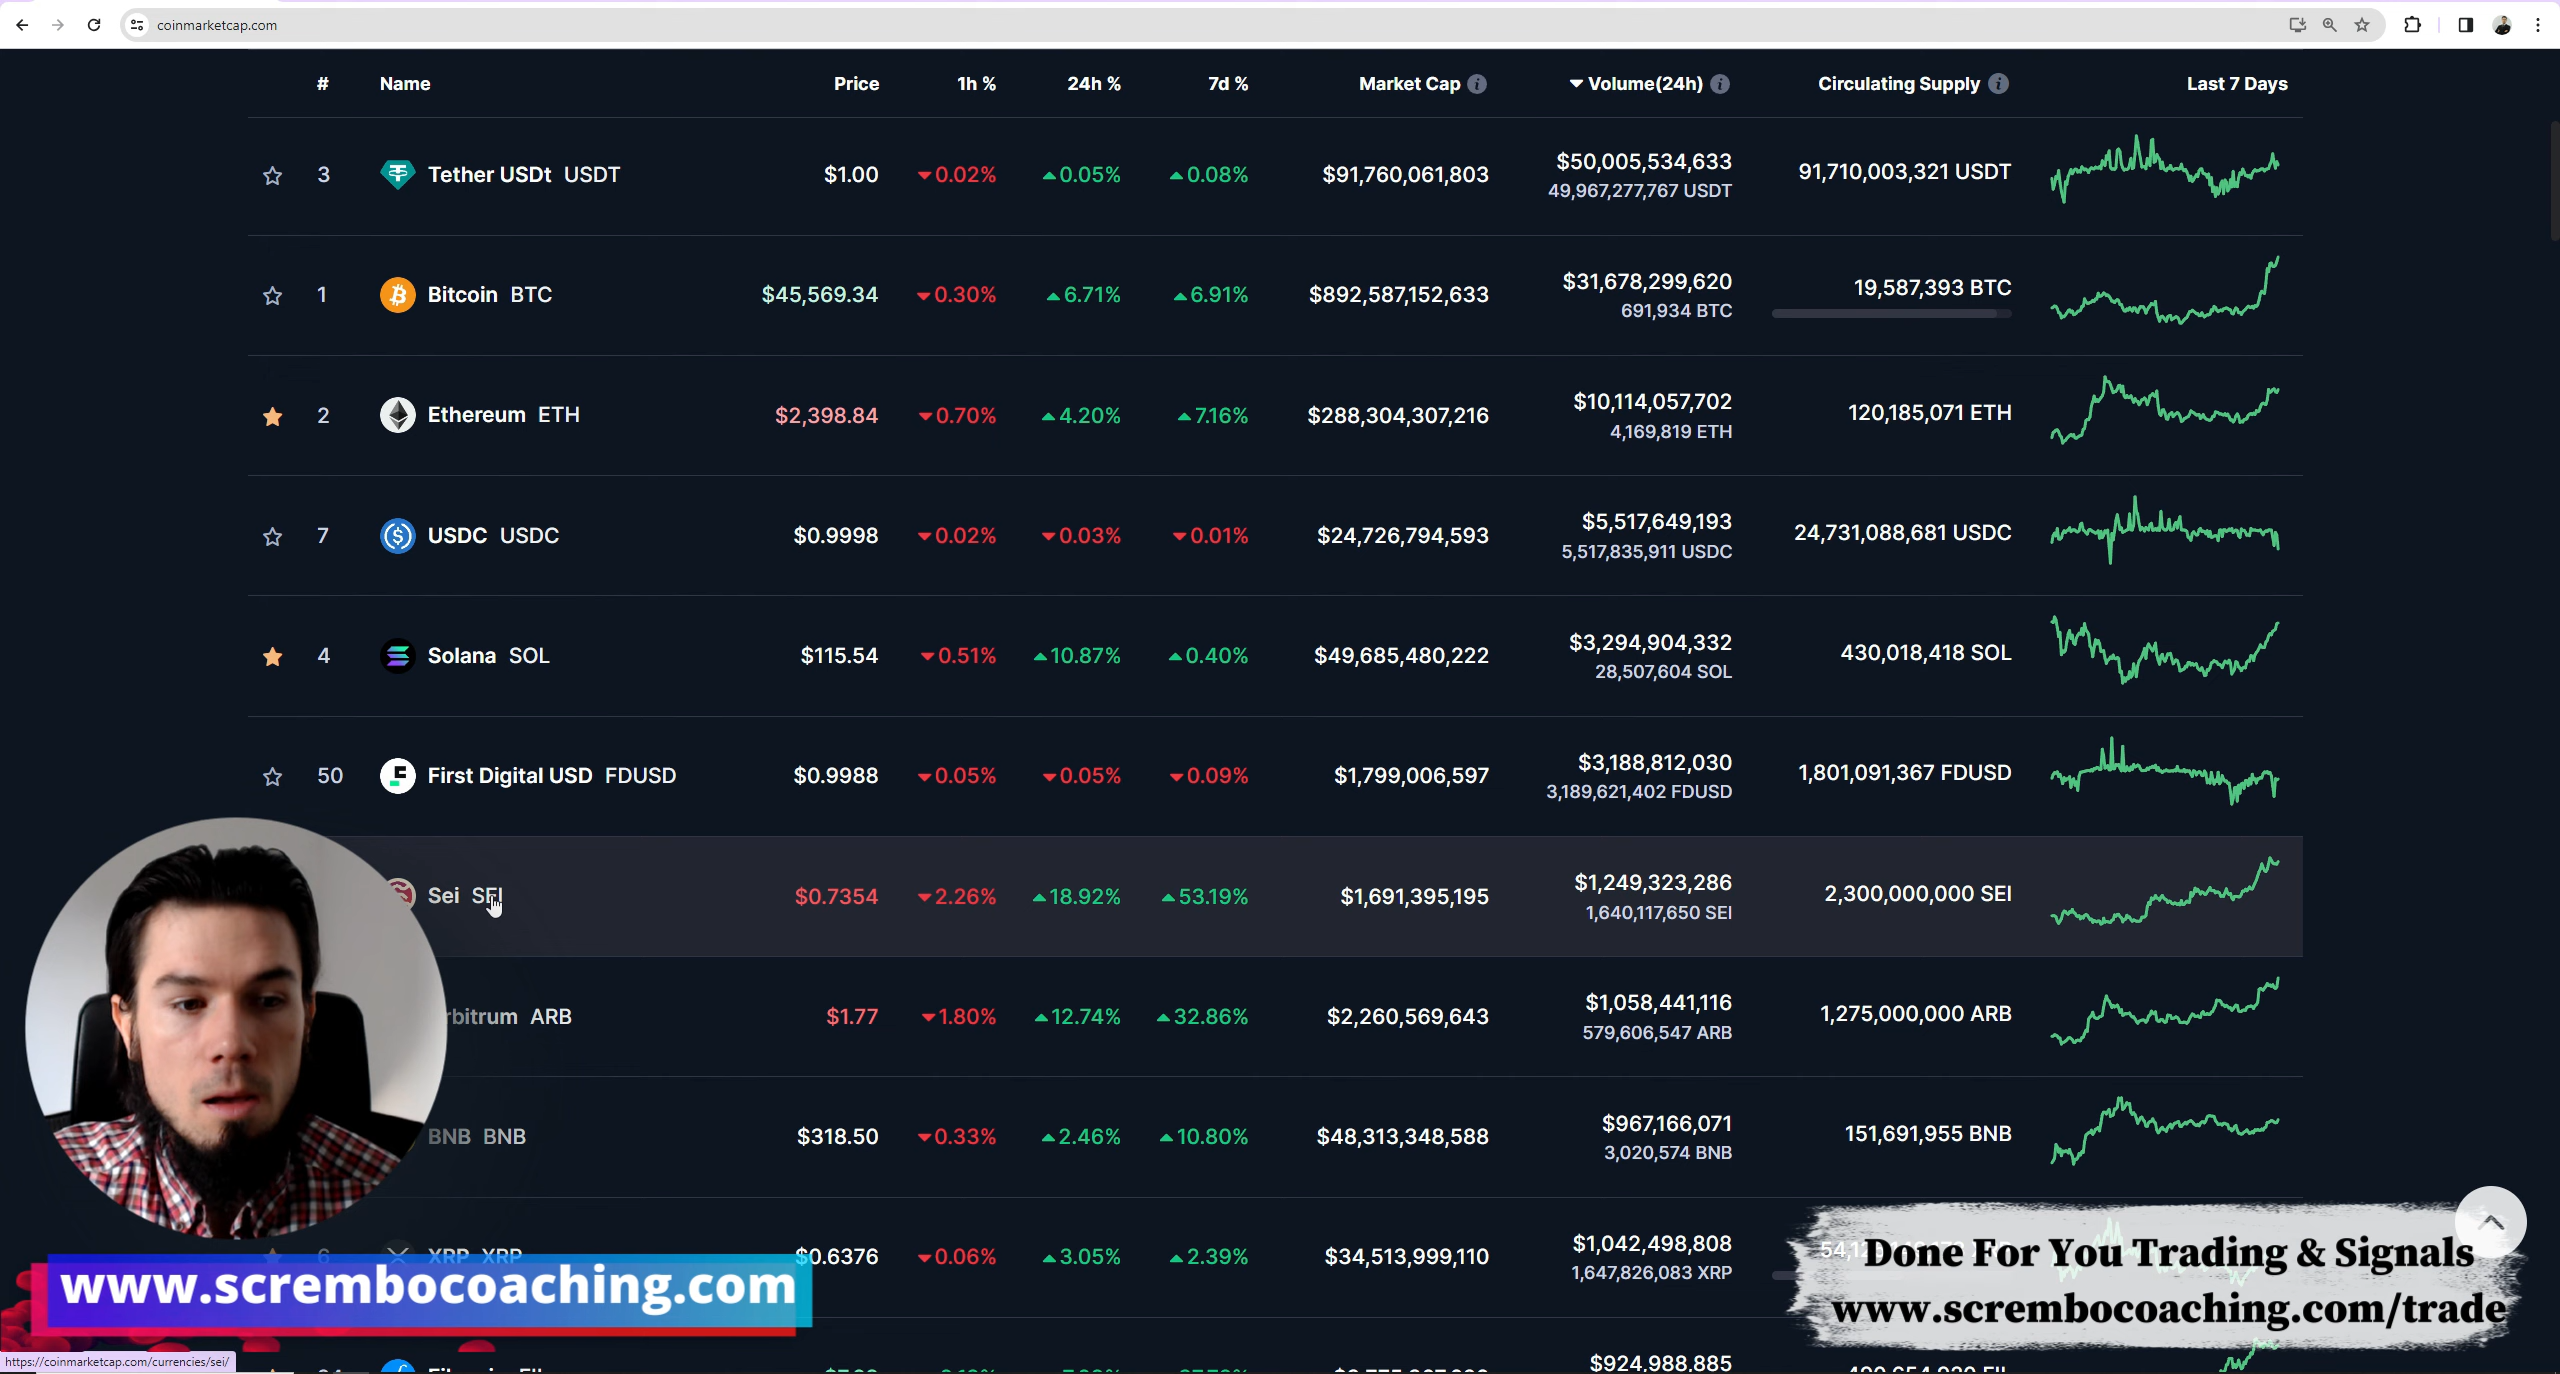 coinmarketcap.com
# Name Price 1h % 24h % 7d % Market Cap Volume(24h) Circulating Supply Last 7 Days
3 Tether USDt USDT $1.00 0.02% 0.05% 0.08% $91,760,061,803 $50,005,534,633 91,710,003,321 USDT
49,967,277,767 USDT
1 Bitcoin BTC $45,569.34 0.30% 6.71% 6.91% $892,587,152,633 $31,678,299,620 19,587,393 BTC
691,934 BTC
2 Ethereum ETH $2,398.84 0.70% 4.20% 7.16% $288,304,307,216 $10,114,057,702 120,185,071 ETH
4,169,819 ETH
7 USDC USDC $0.9998 0.02% 0.03% 0.01% $24,726,794,593 $5,517,649,193 24,731,088,681 USDC
5,517,835,911 USDC
4 Solana SOL $115.54 0.51% 10.87% 0.40% $49,685,480,222 $3,294,904,332 430,018,418 SOL
28,507,604 SOL
50 First Digital USD FDUSD $0.9988 0.05% 0.05% 0.09% $1,799,006,597 $3,188,812,030 1,801,091,367 FDUSD
3,189,621,402 FDUSD
Sei SEI $0.7354 2.26% 18.92% 53.19% $1,691,395,195 $1,249,323,286 2,300,000,000 SEI
1,640,117,650 SEI
rbitrum ARB $1.77 1.80% 12.74% 32.86% $2,260,569,643 $1,058,441,116 1,275,000,000 ARB
579,606,547 ARB
BNB BNB $318.50 0.33% 2.46% 10.80% $48,313,348,588 $967,166,071 151,691,955 BNB
3,020,574 BNB
6 XRP XRP $0.6376 0.06% 3.05% 2.39% $34,513,999,110 $1,042,498,808
1,647,826,083 XRP
www.scrembocoaching.com
Done For You Trading & Signals
www.scrembocoaching.com/trade
$924,988,885
https://coinmarketcap.com/currencies/sei/